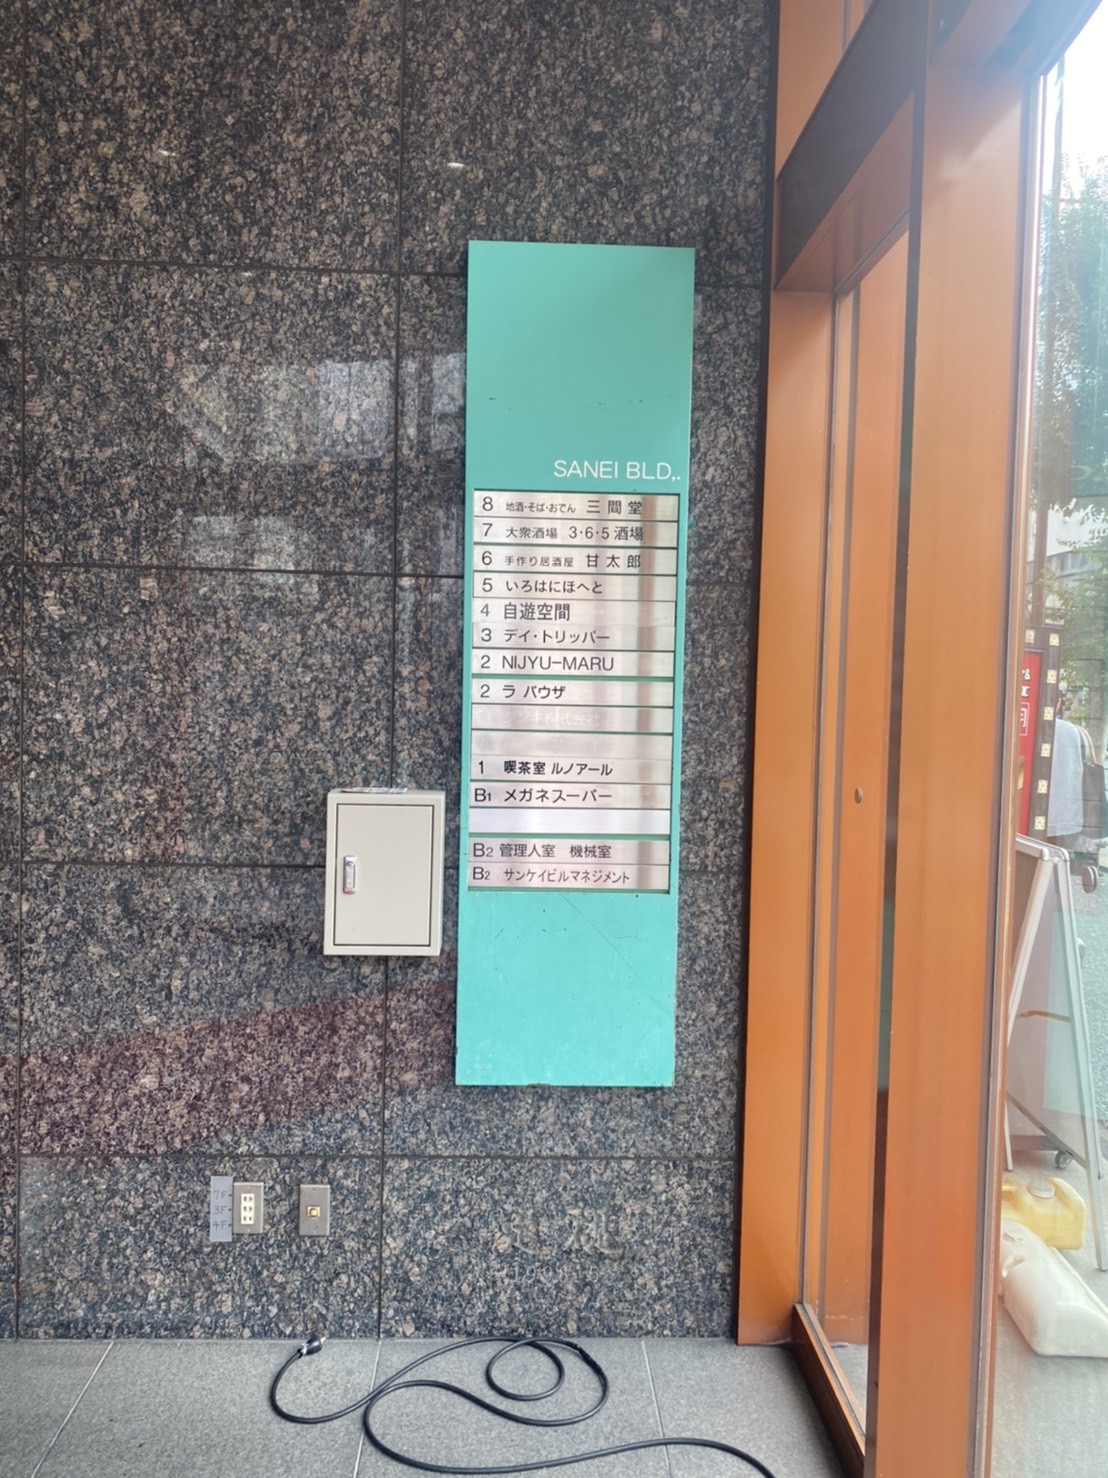 SANEI BLD,.
8 地酒・そば・おでん 三間堂
7 大衆酒場 3・6・5酒場
6 手作り居酒屋 甘太郎
5 いろはにほへと
4 自遊空間
3 デイ・トリッパー
2 NIJYU-MARU
2 ラ パウザ
1 喫茶室 ルノアール
B1 メガネスーパー
B2 管理人室 機械室
B2 サンケイビルマネジメント
7F
3F
4F